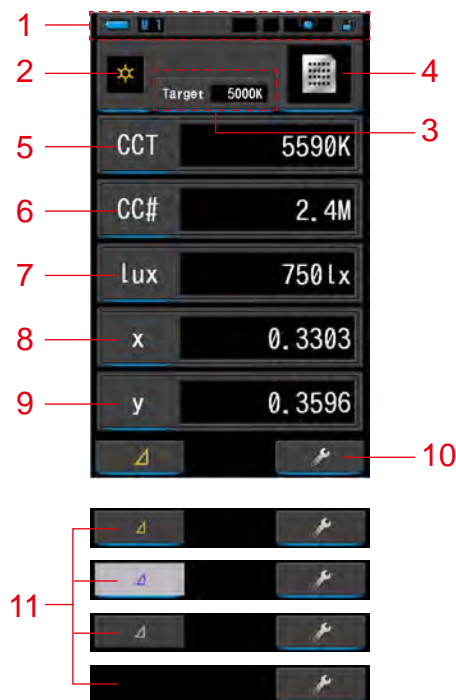 1 M 1
2 4
Target 5000K
3
5 CCT 5590K
6 CC# 2.4M
7 lux 750lx
8 x 0.3303
9 y 0.3596
10
11